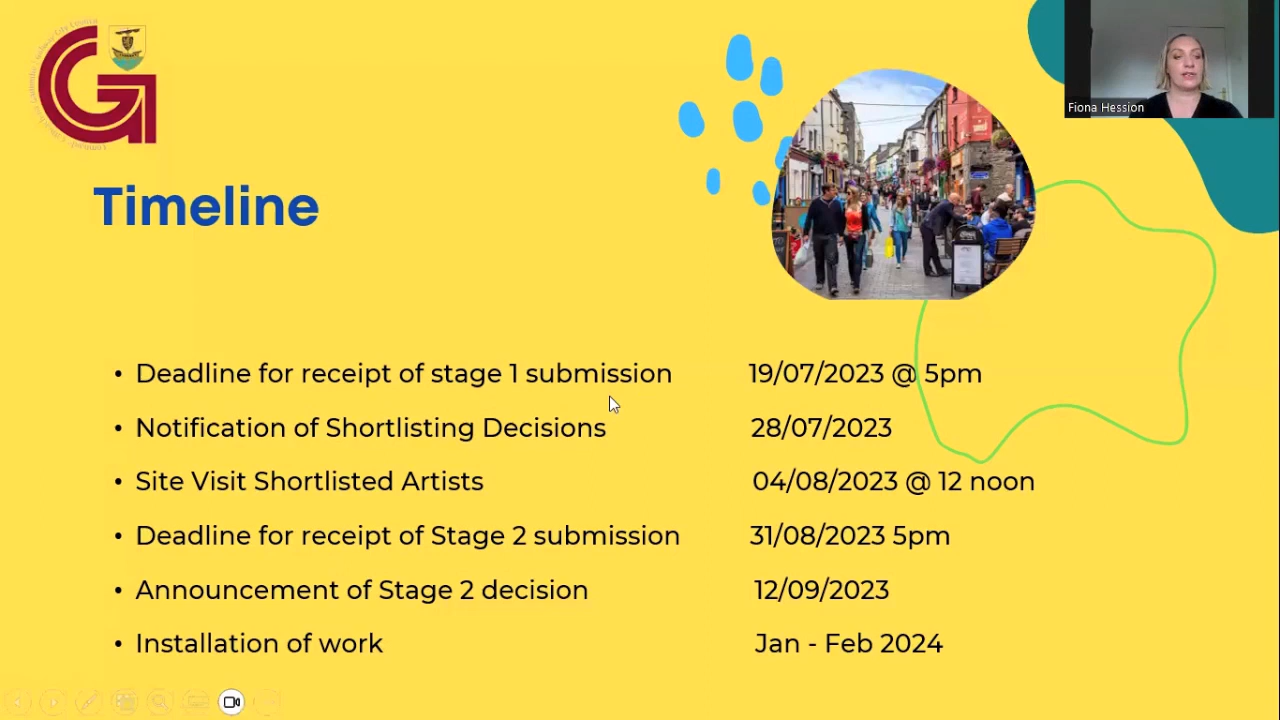 Fiona Hession
Timeline
• Deadline for receipt of stage 1 submission 19/07/2023 @ 5pm
• Notification of Shortlisting Decisions 28/07/2023
• Site Visit Shortlisted Artists 04/08/2023 @ 12 noon
• Deadline for receipt of Stage 2 submission 31/08/2023 5pm
• Announcement of Stage 2 decision 12/09/2023
• Installation of work Jan - Feb 2024